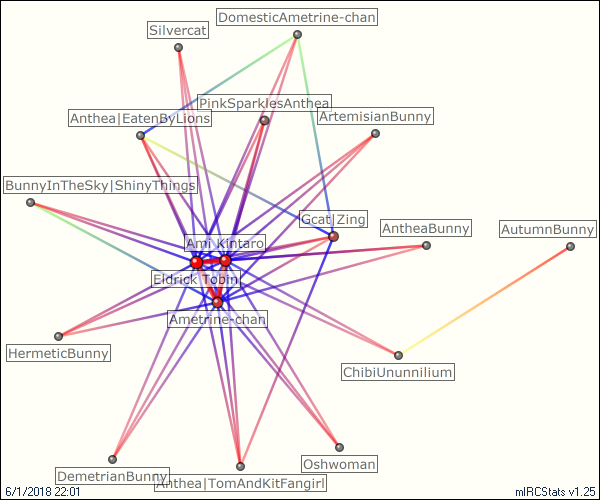 DomesticAmetrine-chan
Silvercat
PinkSparklesAnthea
Anthea|EatenByLions
ArtemisianBunny
BunnyInTheSky|ShinyThings
Gcat|Zing
AntheaBunny
AutumnBunny
Ami Kintaro
Eldrick Tobin
Ametrine-chan
HermeticBunny
ChibiUnunnilium
Oshwoman
DemetrianBunny
Anthea|TomAndKitFangirl
6/1/2018 22:01
mIRCStats v1.25